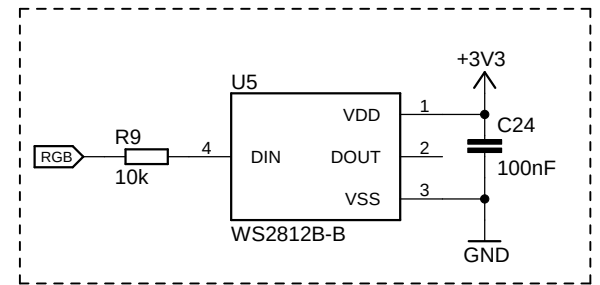 +3V3
U5
VDD 1
C24
R9
RGB
4 DIN
DOUT 2
10k
100nF
VSS 3
WS2812B-B
GND